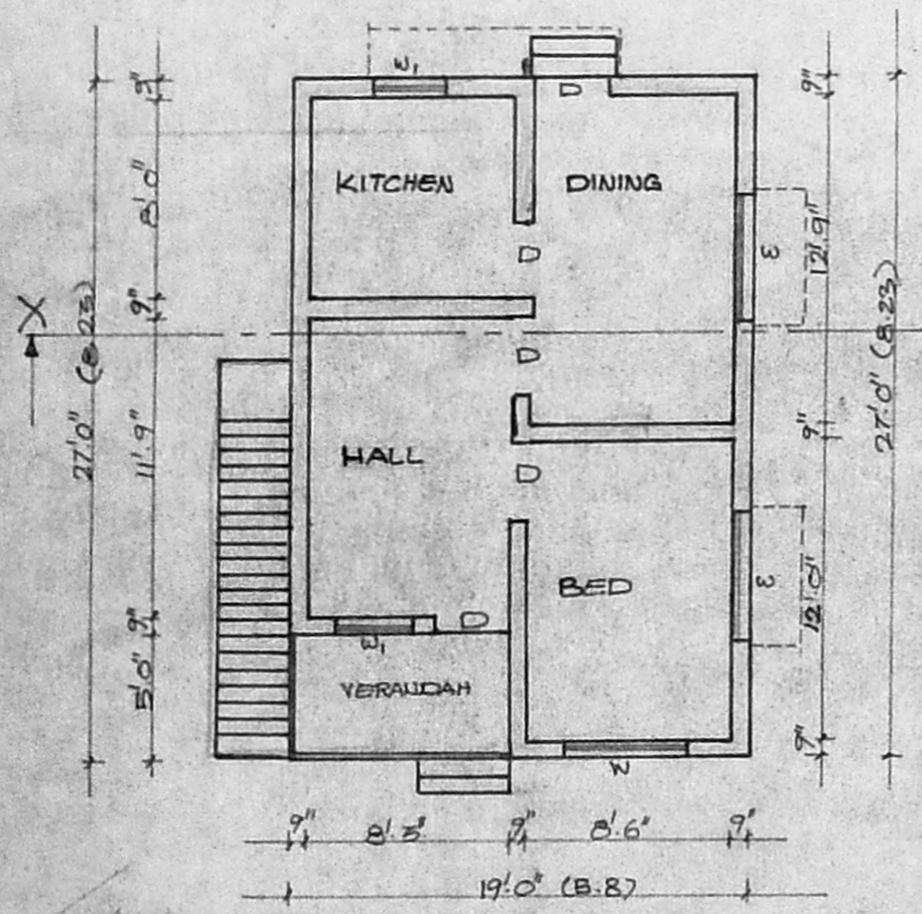 W1
D
9"
9"
8'.0"
KITCHEN
DINING
W
12'.9"
D
9"
X
27'.0" (8.23)
27'.0" (8.23)
D
11'.9"
9"
HALL
D
BED
W
12'.0"
9"
D
W1
5'.0"
VERANDAH
9"
W
9"
8'.3"
9"
8'.6"
9"
19'.0" (5.8)